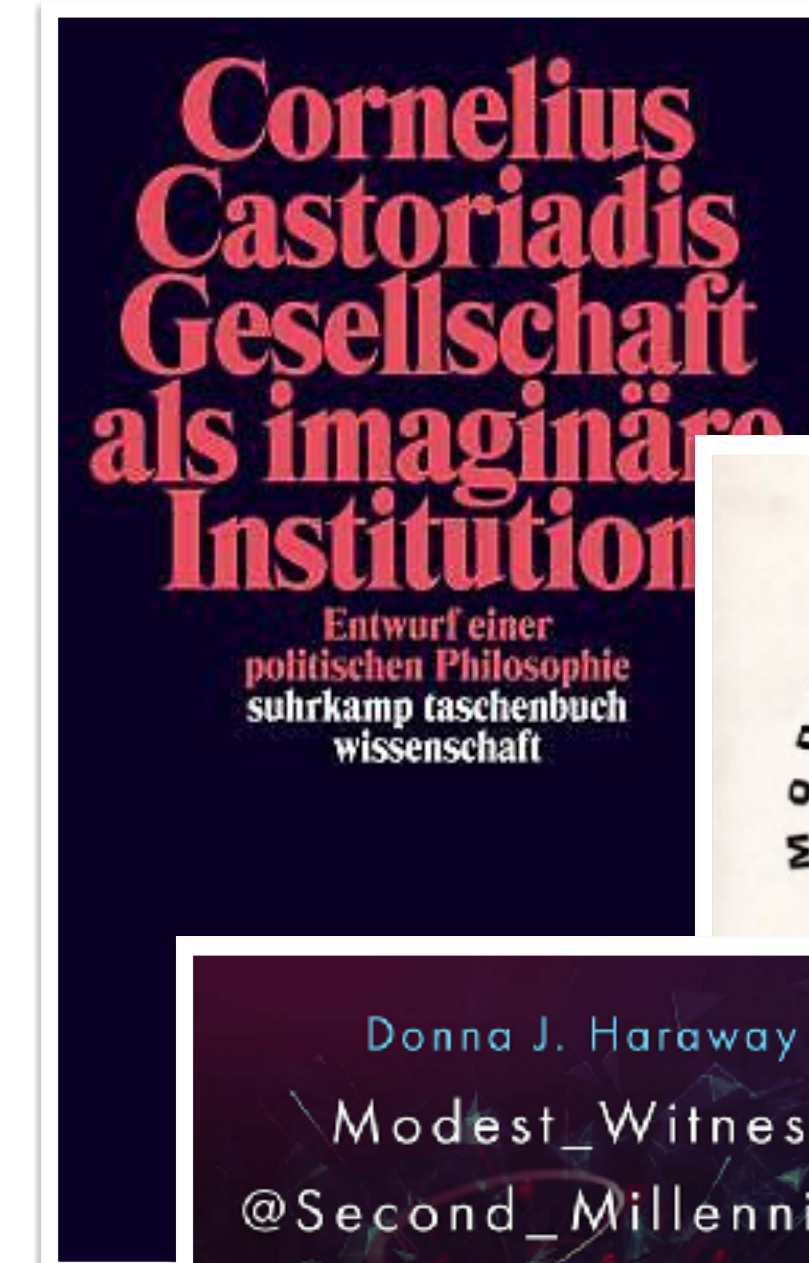 Cornelius
Castoriadis
Gesellschaft
als imaginäre
Institution
Entwurf einer
politischen Philosophie
suhrkamp taschenbuch
wissenschaft
Donna J. Haraway
Modest_Witnes
@Second_Millenni